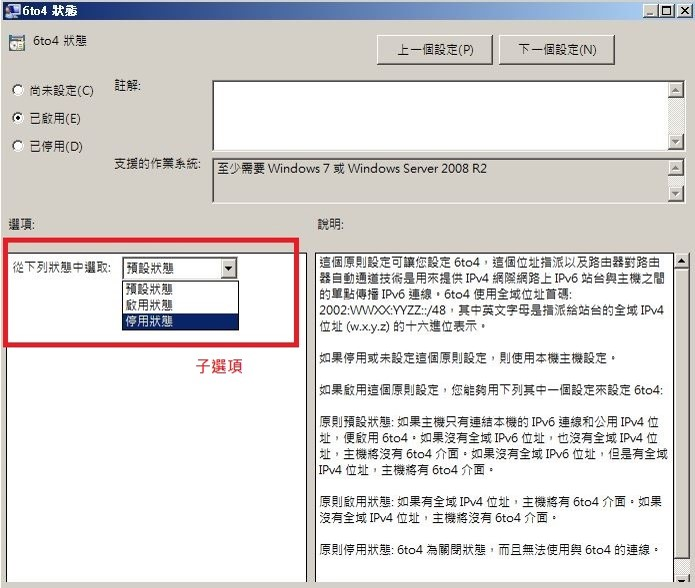 6to4 狀態
6to4 狀態
上一個設定(P)
下一個設定(N)
尚未設定(C)
註解:
已啟用(E)
已停用(D)
支援的作業系統:
至少需要 Windows 7 或 Windows Server 2008 R2
選項:
說明:
從下列狀態中選取:
預設狀態
預設狀態
啟用狀態
停用狀態
子選項
這個原則設定可讓您設定 6to4，這個位址指派以及路由器對路由
器自動通道技術是用來提供 IPv4 網際網路上 IPv6 站台與主機之間
的單點傳播 IPv6 連線。6to4 使用全域位址首碼:
2002:WWXX:YYZZ::/48，其中英文字母是指派給站台的全域 IPv4
位址 (w.x.y.z) 的十六進位表示。
如果停用或未設定這個原則設定，則使用本機主機設定。
如果啟用這個原則設定，您能夠用下列其中一個設定來設定 6to4:
原則預設狀態: 如果主機只有連結本機的 IPv6 連線和公用 IPv4 位
址，便啟用 6to4。如果沒有全域 IPv6 位址，也沒有全域 IPv4 位
址，主機將沒有 6to4 介面。如果沒有全域 IPv6 位址，但是有全域
IPv4 位址，主機將有 6to4 介面。
原則啟用狀態: 如果有全域 IPv4 位址，主機將有 6to4 介面。如果
沒有全域 IPv4 位址，主機將沒有 6to4 介面。
原則停用狀態: 6to4 為關閉狀態，而且無法使用與 6to4 的連線。